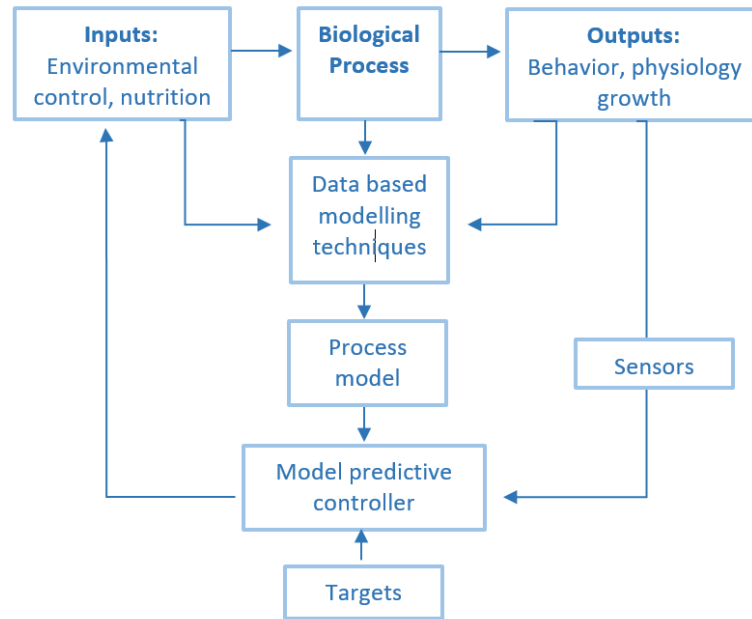 Inputs:
Environmental
control, nutrition
Biological
Process
Outputs:
Behavior, physiology
growth
Data based
modelling
techniques
Process
model
Sensors
Model predictive
controller
Targets